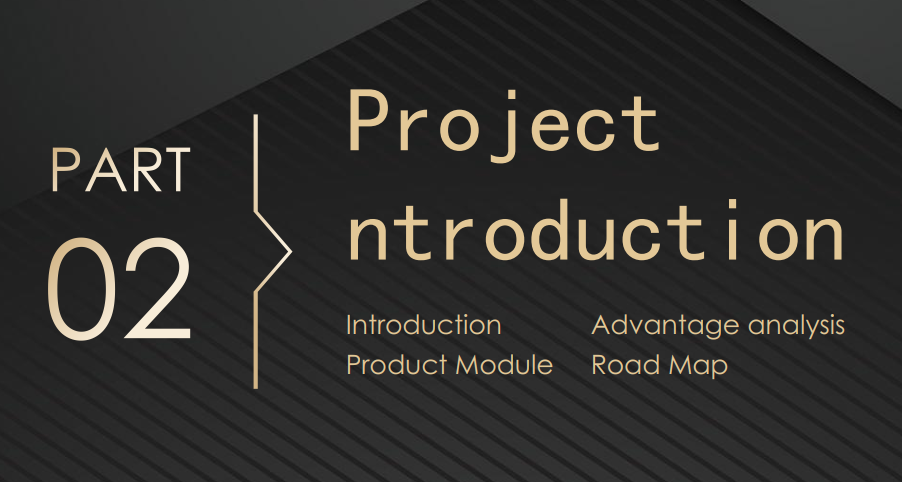 PART
02
Project
ntroduction
Introduction
Advantage analysis
Product Module
Road Map